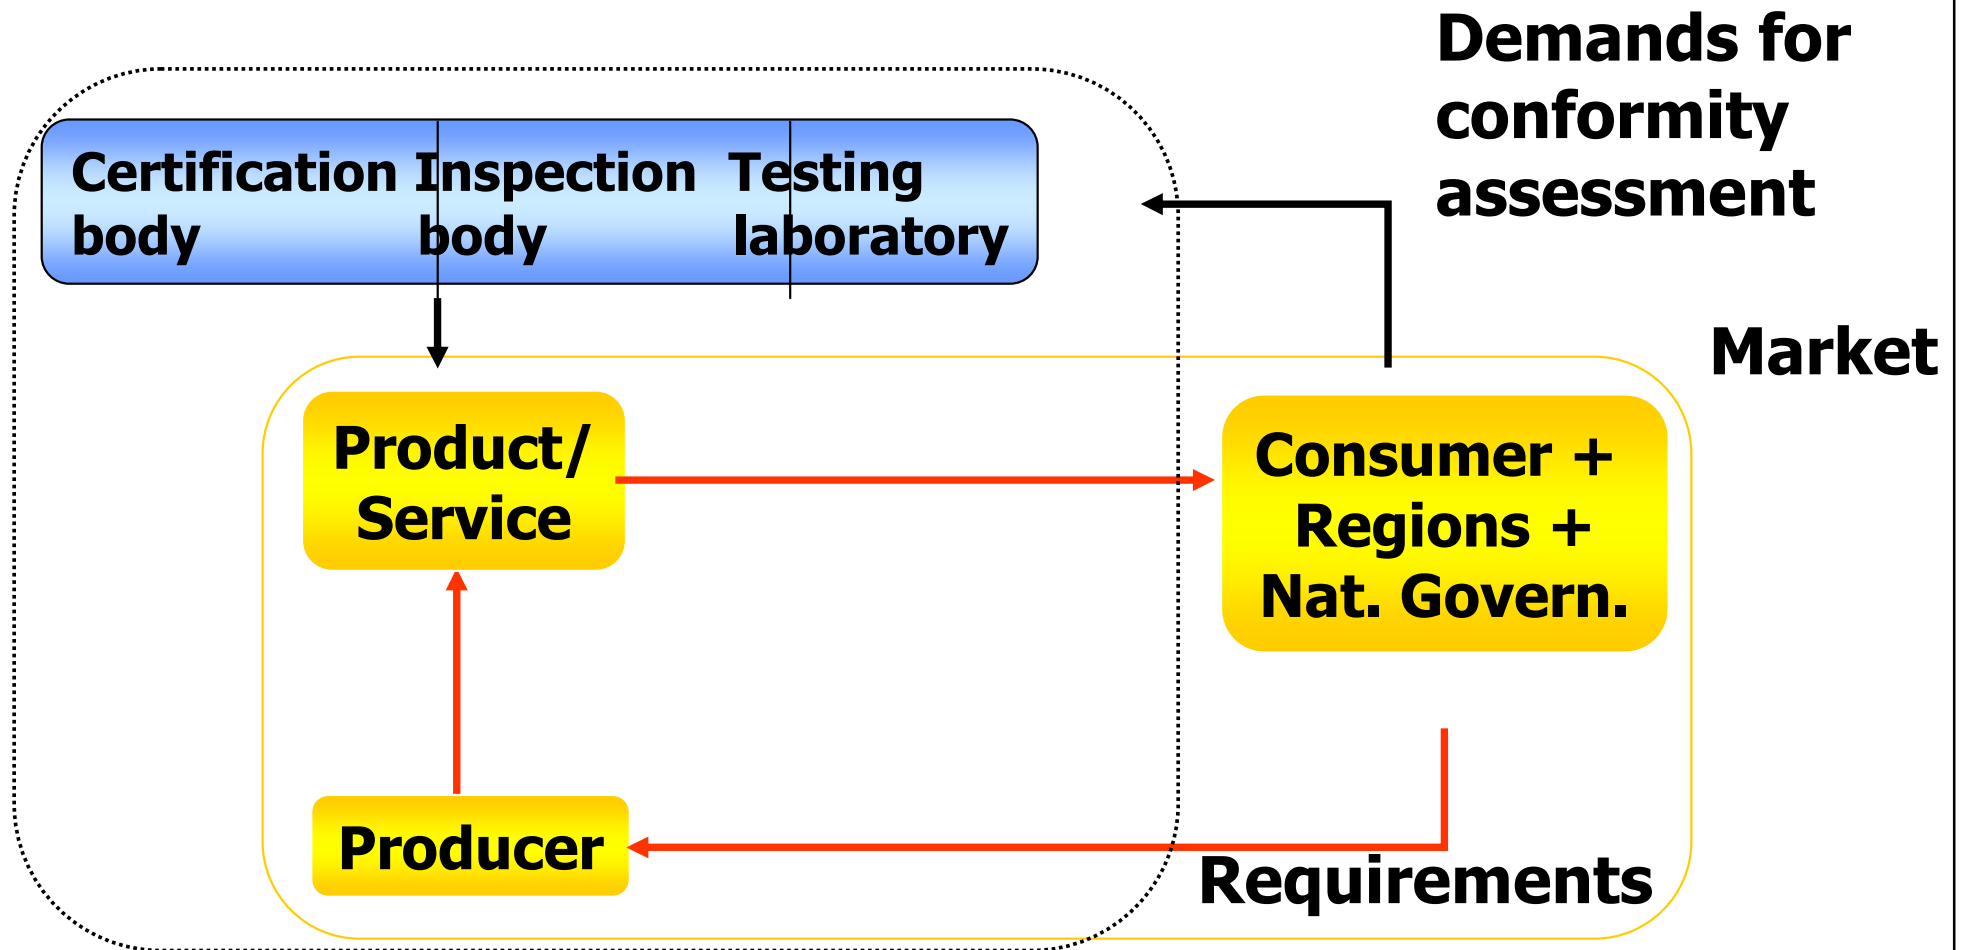 Demands for
conformity
assessment
Certification
body
Inspection
body
Testing
laboratory
Market
Product/
Service
Consumer +
Regions +
Nat. Govern.
Producer
Requirements